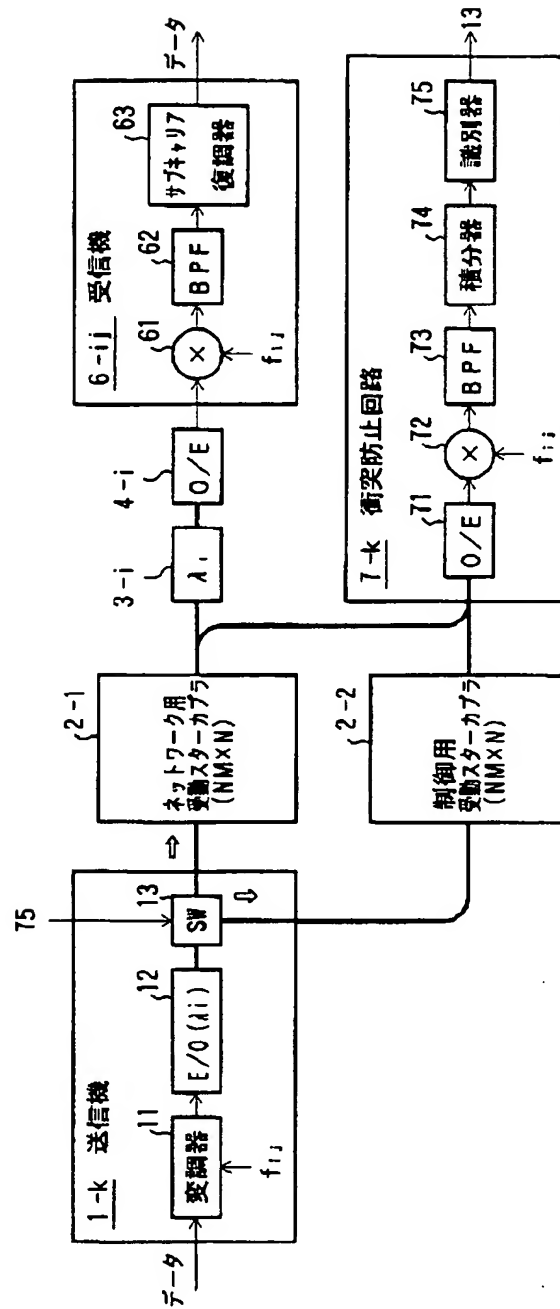 データ
1-k 送信機
11
変調器
fij
12
E/O(λi)
13
SW
75
⇨
⇩
2-1
ネットワーク用
受動スターカプラ
(NM×N)
2-2
制御用
受動スターカプラ
(NM×N)
3-i
λi
4-i
O/E
6-ij 受信機
61
×
fij
62
BPF
63
サブキャリア
復調器
データ
7-k 衝突防止回路
71
O/E
72
×
fij
73
BPF
74
積分器
75
識別器
13